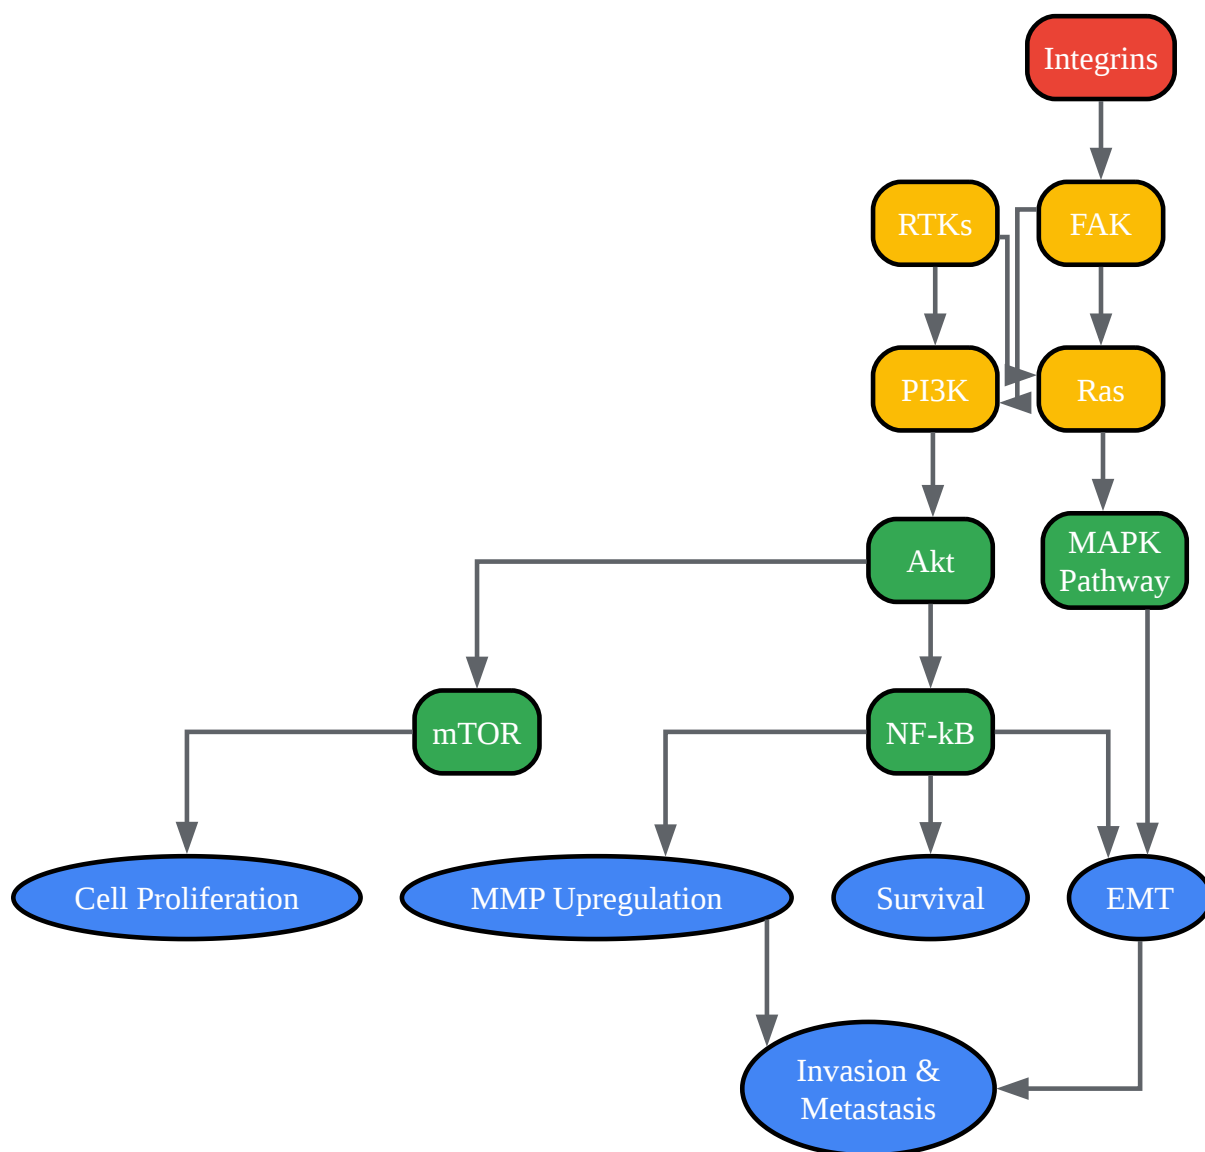 Integrins
RTKs
FAK
PI3K
Ras
Akt
MAPK
Pathway
mTOR
NF-kB
Cell Proliferation
MMP Upregulation
Survival
EMT
Invasion &
Metastasis